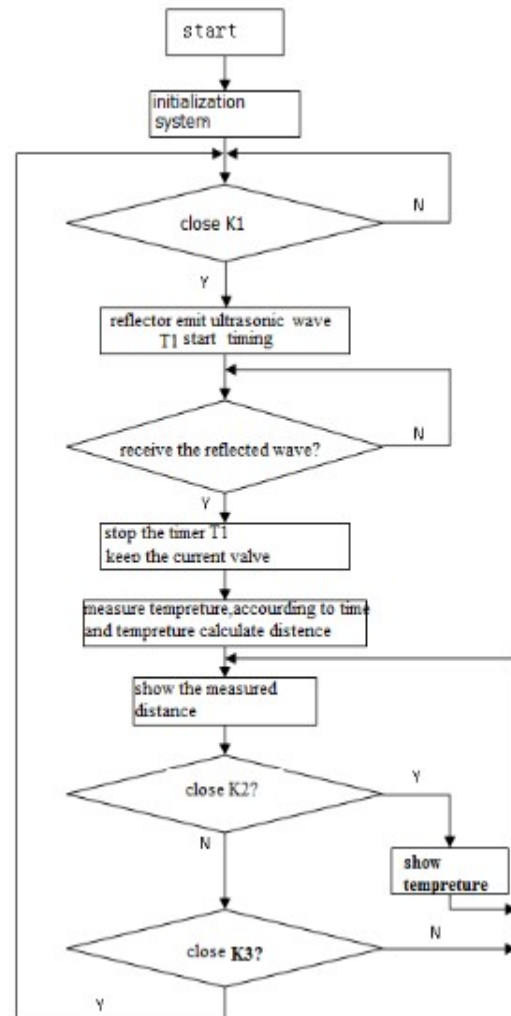 start
initialization
system
close K1
N
Y
reflector emit ultrasonic wave
T1 start timing
N
receive the reflected wave?
Y
stop the timer T1
keep the current valve
measure tempreture,accourding to time
and tempreture calculate distence
show the measured
distance
close K2?
Y
N
show
tempreture
close K3?
N
Y